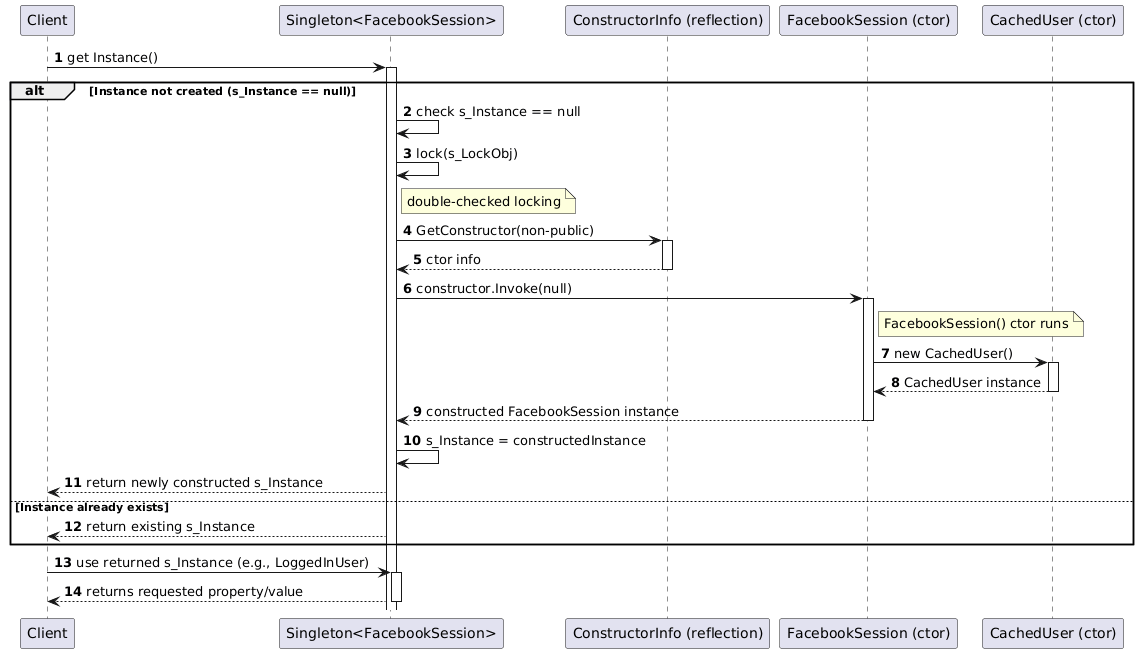 Client
Singleton<FacebookSession>
ConstructorInfo (reflection)
FacebookSession (ctor)
CachedUser (ctor)
1 get Instance()
alt
[Instance not created (s_Instance == null)]
2 check s_Instance == null
3 lock(s_LockObj)
double-checked locking
4 GetConstructor(non-public)
5 ctor info
6 constructor.Invoke(null)
FacebookSession() ctor runs
7 new CachedUser()
8 CachedUser instance
9 constructed FacebookSession instance
10 s_Instance = constructedInstance
11 return newly constructed s_Instance
[Instance already exists]
12 return existing s_Instance
13 use returned s_Instance (e.g., LoggedInUser)
14 returns requested property/value
Client
Singleton<FacebookSession>
ConstructorInfo (reflection)
FacebookSession (ctor)
CachedUser (ctor)